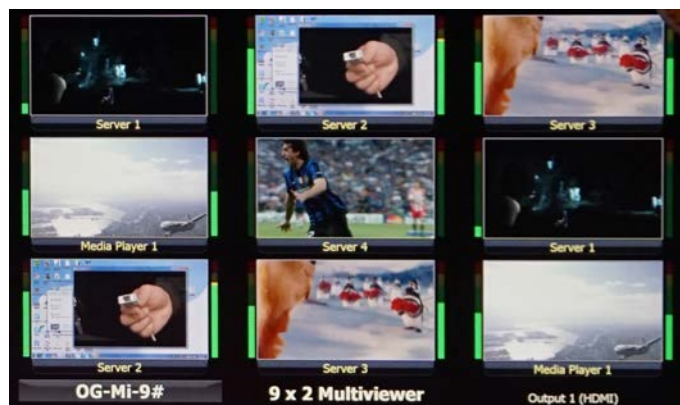 Server 1
Server 2
Server 3
Media Player 1
Server 4
Server 1
Server 2
Server 3
Media Player 1
OG-Mi-9#
9 x 2 Multiviewer
Output 1 (HDMI)